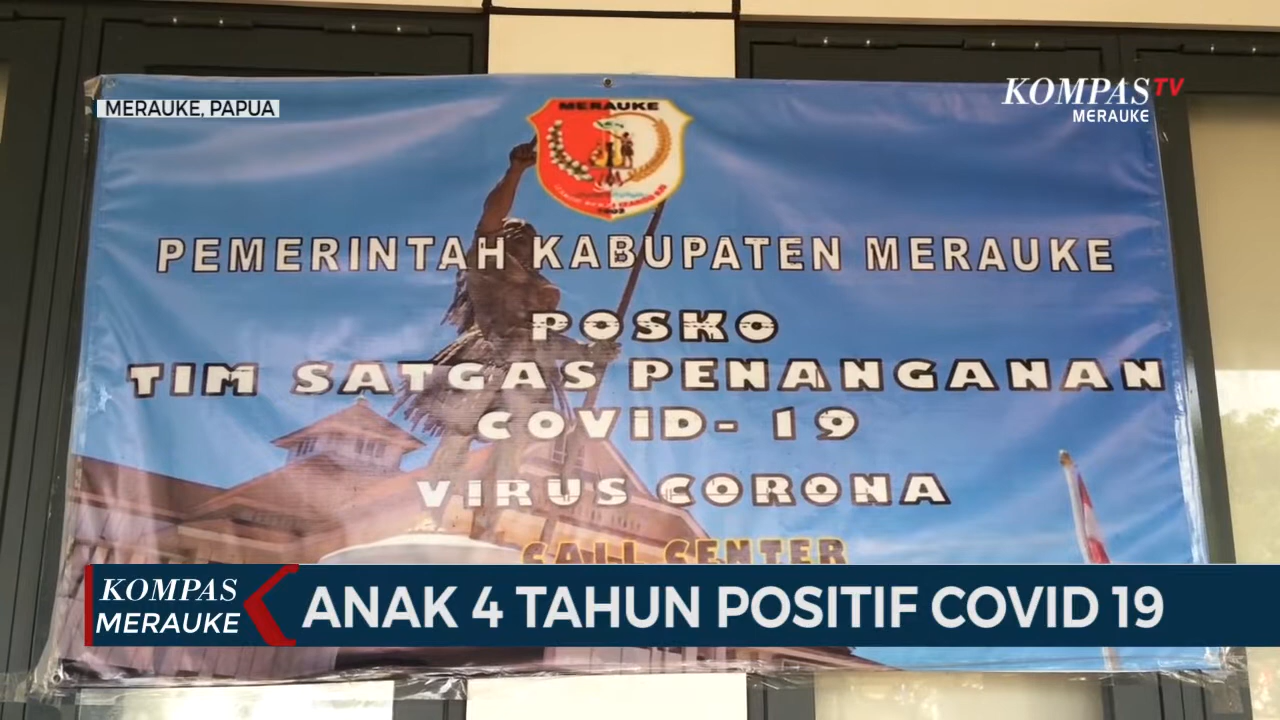 MERAUKE, PAPUA
KOMPAS TV
MERAUKE
MERAUKE
1902
PEMERINTAH KABUPATEN MERAUKE
POSKO
TIM SATGAS PENANGANAN
COVID- 19
VIRUS CORONA
CALL CENTER
KOMPAS
MERAUKE
ANAK 4 TAHUN POSITIF COVID 19